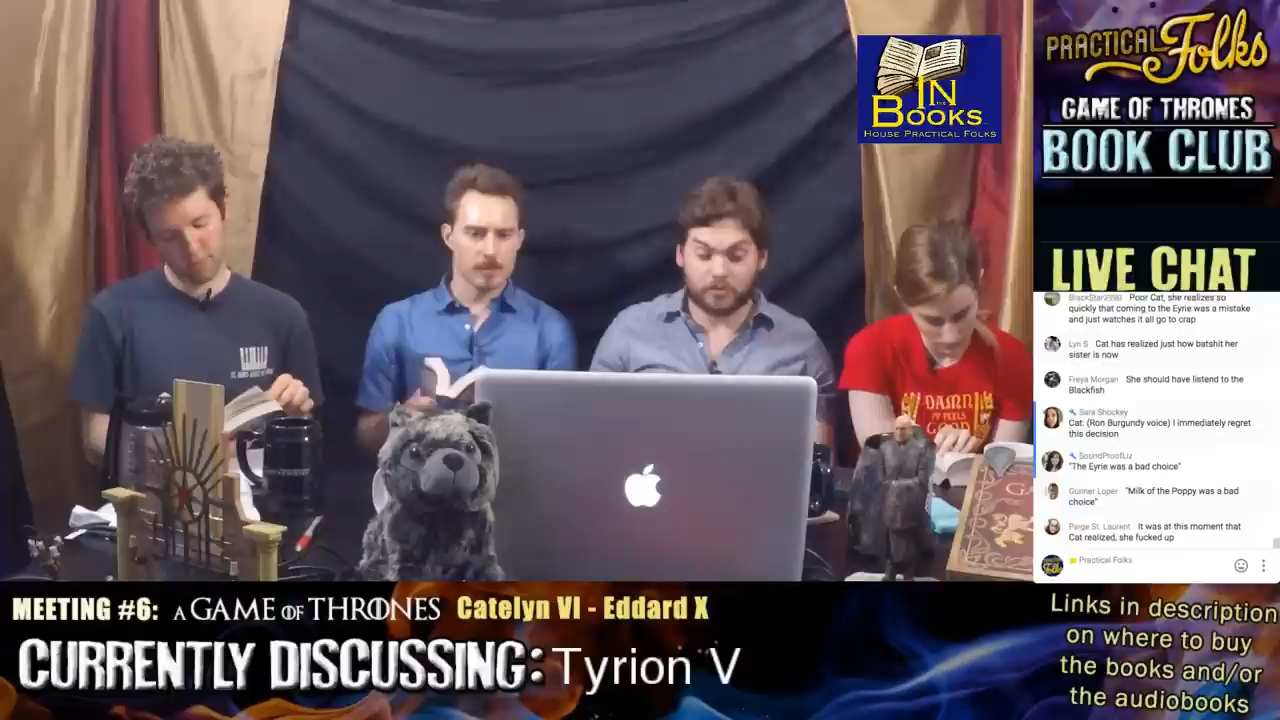 PRACTICAL Folks
GAME OF THRONES
BOOK CLUB
IN
THE
BOOKS
HOUSE PRACTICAL FOLKS
LIVE CHAT
Poor Cat, she realizes so
quickly that coming to the Eyrie was a mistake
and just watches it all go to crap
Lyn S Cat has realized just how batshit her
sister is now
Freya Morgan She should have listend to the
Blackfish
Sara Shockey
Cat: (Ron Burgundy voice) I immediately regret
this decision
SoundProofLiz
"The Eyrie was a bad choice"
Gunner Loper "Milk of the Poppy was a bad
choice"
Paige St. Laurent It was at this moment that
Cat realized, she fucked up
Practical Folks
DAMN
IT FEELS
GOOD
MEETING #6: A GAME OF THRONES Catelyn VI - Eddard X
CURRENTLY DISCUSSING: Tyrion V
Links in description
on where to buy
the books and/or
the audiobooks